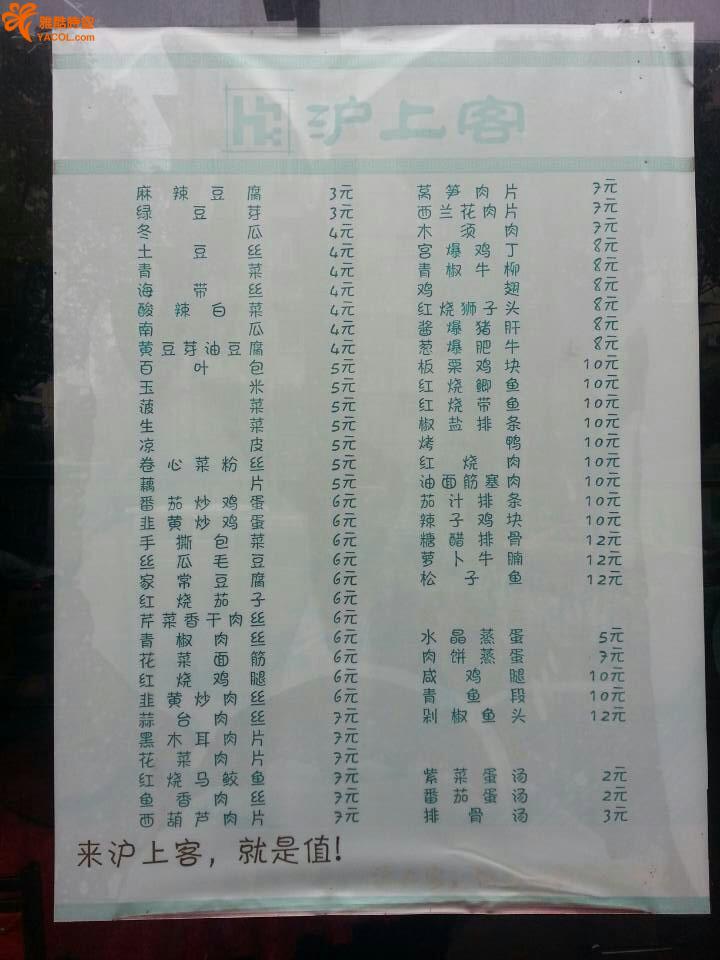 雅酷时空
YACOL.com
沪上客
麻辣豆腐 3元
绿豆芽 3元
冬瓜 4元
土豆丝 4元
青菜 4元
海带丝 4元
酸辣白菜 4元
南瓜 4元
黄豆芽油豆腐 4元
百叶包 5元
玉米 5元
菠菜 5元
生菜 5元
凉皮 5元
卷心菜粉丝 5元
藕片 5元
番茄炒鸡蛋 6元
韭黄炒鸡蛋 6元
手撕包菜 6元
丝瓜毛豆 6元
家常豆腐 6元
红烧茄子 6元
芹菜香干肉丝 6元
青椒肉丝 6元
花菜面筋 6元
红烧鸡腿 6元
韭黄炒肉丝 6元
蒜台肉丝 7元
黑木耳肉片 7元
花菜肉片 7元
红烧马鲛鱼 7元
鱼香肉丝 7元
西葫芦肉片 7元
莴笋肉片 7元
西兰花肉片 7元
木须肉 7元
宫爆鸡丁 8元
青椒牛柳 8元
鸡翅 8元
红烧狮子头 8元
酱爆猪肝 8元
葱爆肥牛 8元
板栗鸡块 10元
红烧鲫鱼 10元
红烧带鱼 10元
椒盐排条 10元
烤鸭 10元
红烧肉 10元
油面筋塞肉 10元
茄汁排条 10元
辣子鸡块 10元
糖醋排骨 12元
萝卜牛腩 12元
松子鱼 12元
水晶蒸蛋 5元
肉饼蒸蛋 7元
咸鸡腿 10元
青鱼段 10元
剁椒鱼头 12元
紫菜蛋汤 2元
番茄蛋汤 2元
排骨汤 3元
来沪上客，就是值!